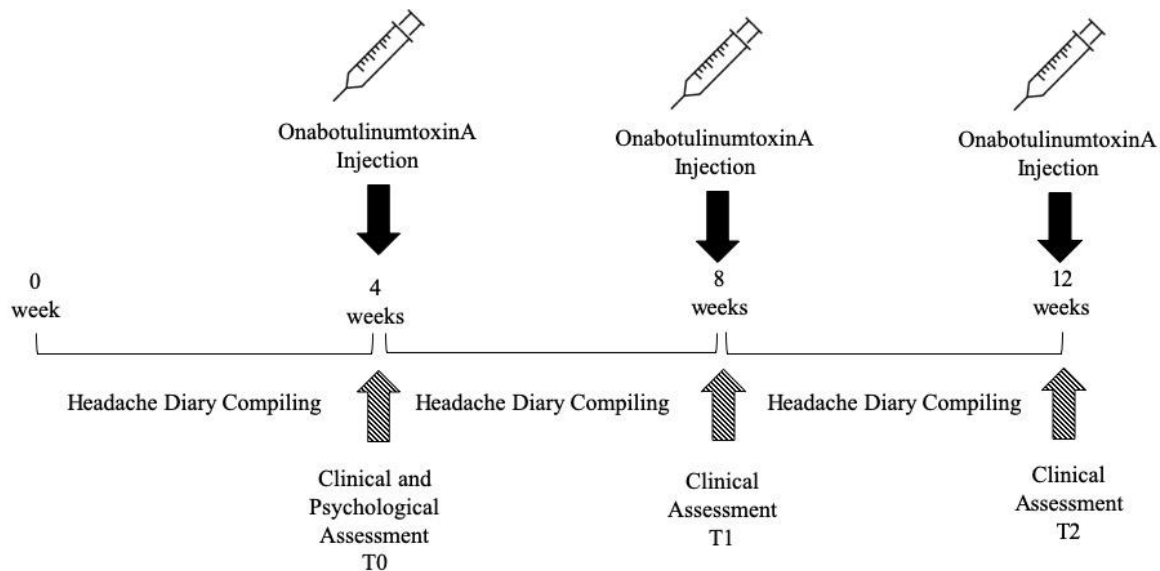 OnabotulinumtoxinA
Injection
OnabotulinumtoxinA
Injection
OnabotulinumtoxinA
Injection
0
week
4
weeks
8
weeks
12
weeks
Headache Diary Compiling
Headache Diary Compiling
Headache Diary Compiling
Clinical and
Psychological
Assessment
T0
Clinical
Assessment
T1
Clinical
Assessment
T2